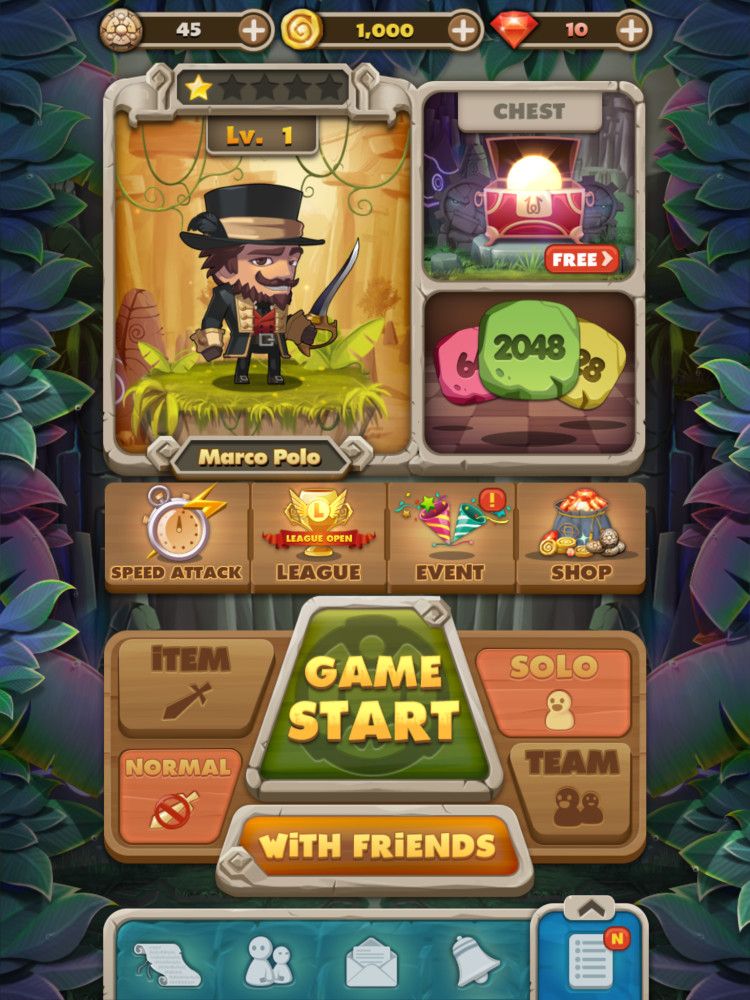 45
1,000
10
Lv. 1
CHEST
FREE
2048
Marco Polo
L
LEAGUE OPEN
!
SPEED ATTACK
LEAGUE
EVENT
SHOP
iTEM
GAME
START
SOLO
NORMAL
TEAM
WiTH FRiENDS
N